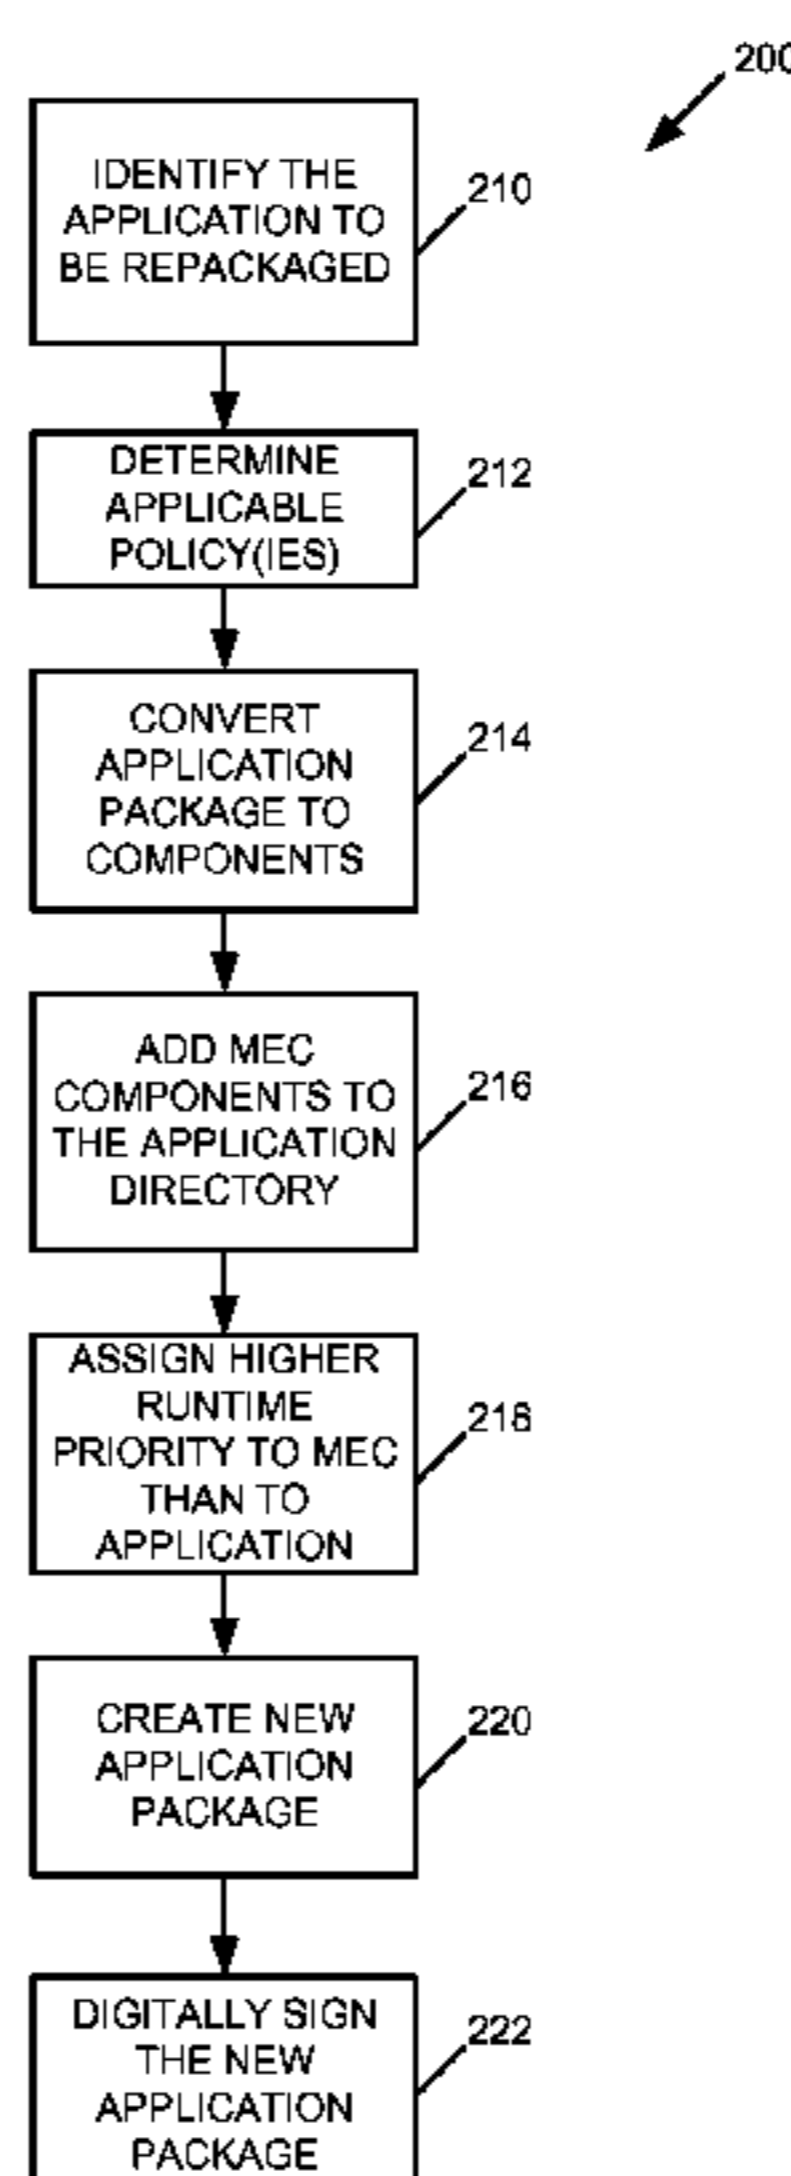 200
IDENTIFY THE
APPLICATION TO
BE REPACKAGED
210
DETERMINE
APPLICABLE
POLICY(IES)
212
CONVERT
APPLICATION
PACKAGE TO
COMPONENTS
214
ADD MEC
COMPONENTS TO
THE APPLICATION
DIRECTORY
216
ASSIGN HIGHER
RUNTIME
PRIORITY TO MEC
THAN TO
APPLICATION
218
CREATE NEW
APPLICATION
PACKAGE
220
DIGITALLY SIGN
THE NEW
APPLICATION
PACKAGE
222